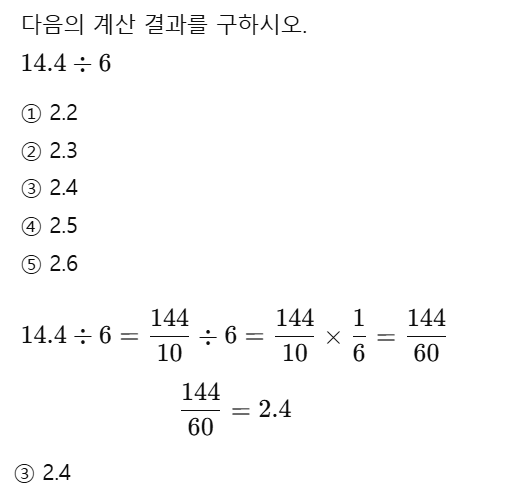 다음의 계산 결과를 구하시오.
14.4 ÷ 6
① 2.2
② 2.3
③ 2.4
④ 2.5
⑤ 2.6
14.4 ÷ 6 = 144/10 ÷ 6 = 144/10 × 1/6 = 144/60
144/60 = 2.4
③ 2.4